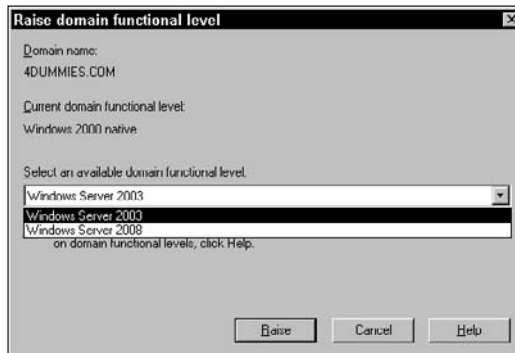 Raise domain functional level
Domain name:
4DUMMIES.COM
Current domain functional level:
Windows 2000 native
Select an available domain functional level.
Windows Server 2003
Windows Server 2003
Windows Server 2008
on domain functional levels, click Help.
Raise
Cancel
Help